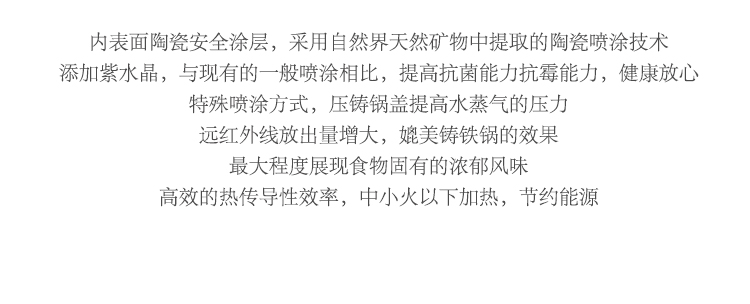 内表面陶瓷安全涂层，采用自然界天然矿物中提取的陶瓷喷涂技术
添加紫水晶，与现有的一般喷涂相比，提高抗菌能力抗霉能力，健康放心
特殊喷涂方式，压铸锅盖提高水蒸气的压力
远红外线放出量增大，媲美铸铁锅的效果
最大程度展现食物固有的浓郁风味
高效的热传导性效率，中小火以下加热，节约能源